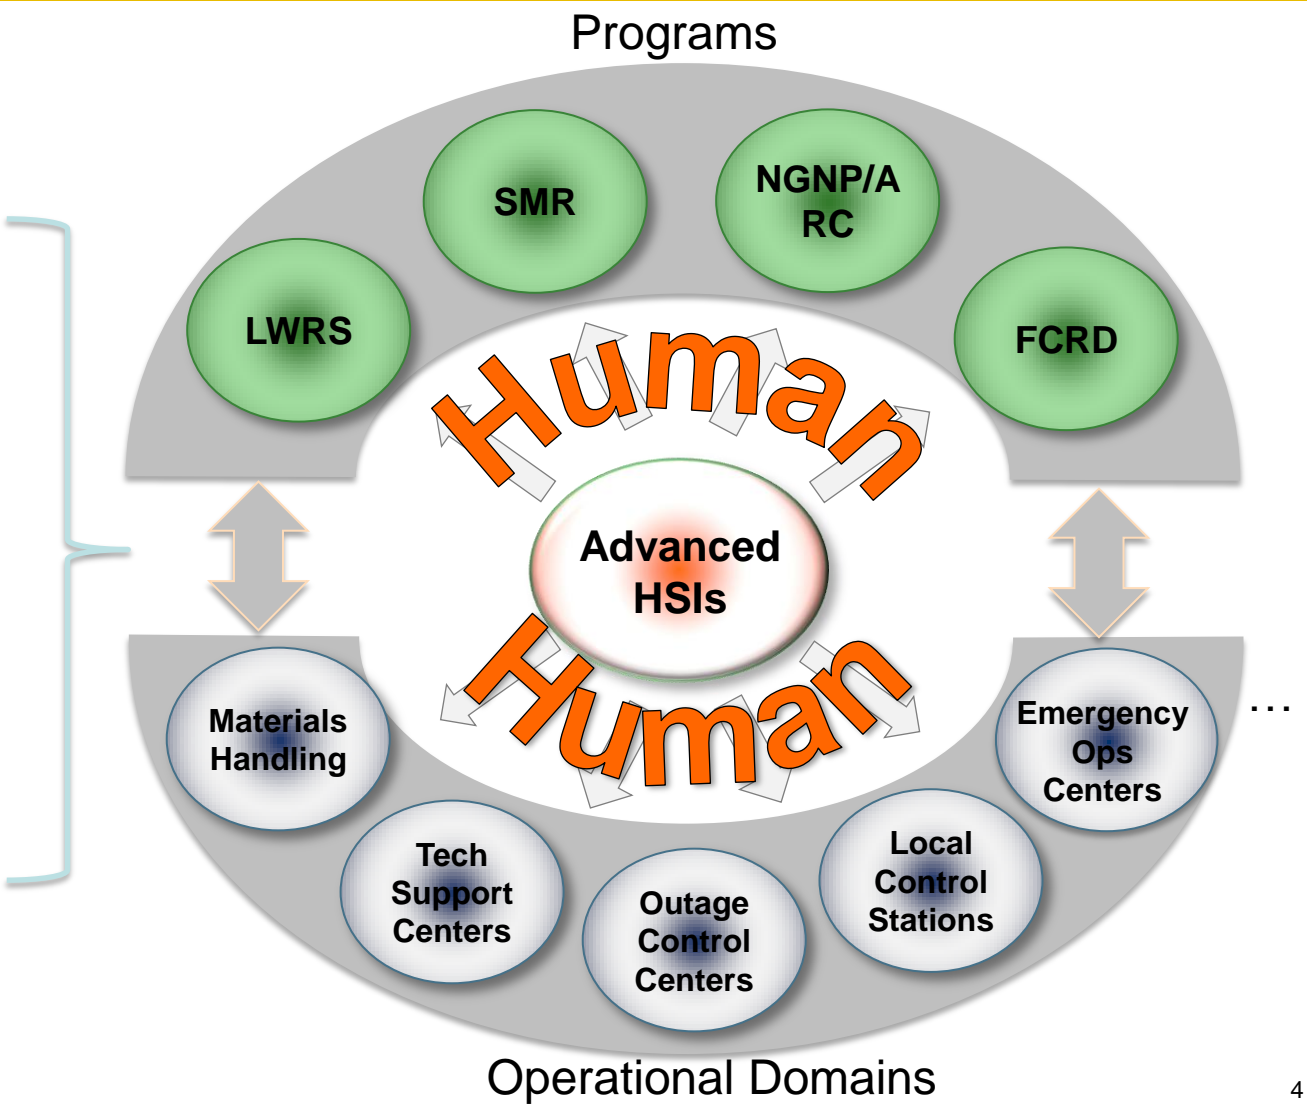 Programs
SMR
NGNP/A
RC
LWRS
FCRD
Human
Advanced
HSIs
Human
Materials
Handling
Emergency
Ops
Centers
...
Tech
Support
Centers
Local
Control
Stations
Outage
Control
Centers
Operational Domains
4